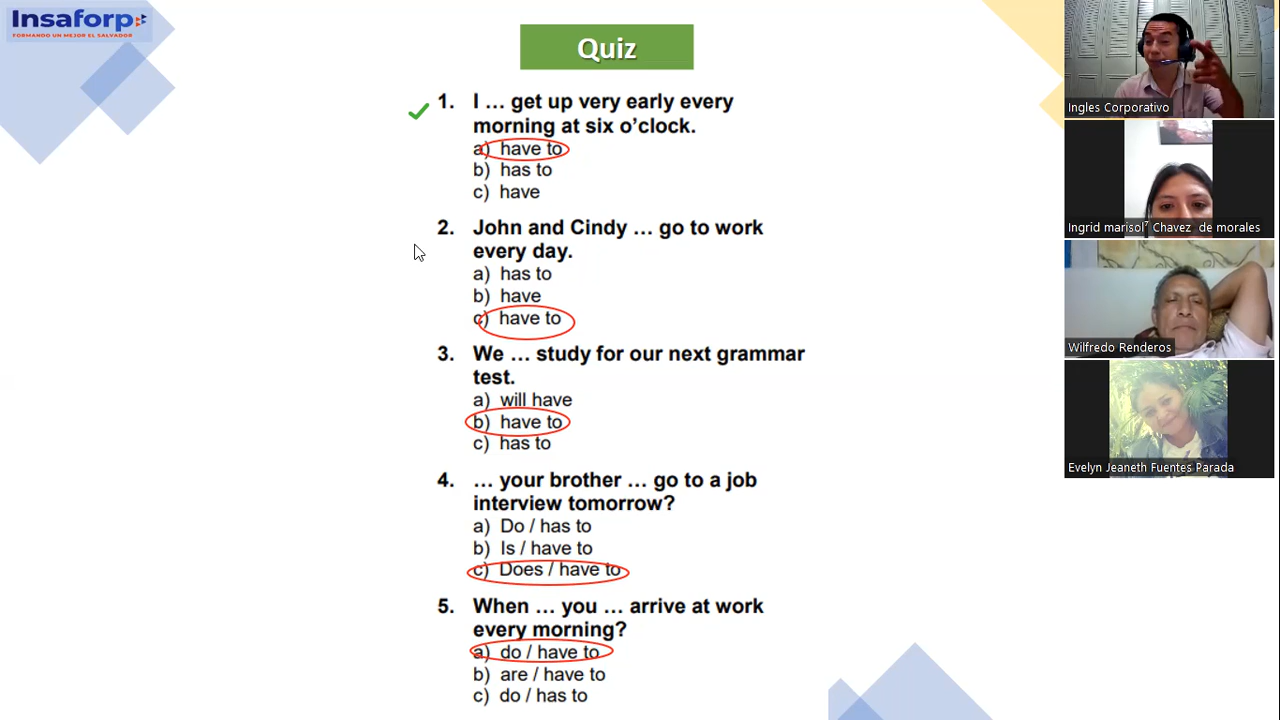 Insaforp
FORMANDO UN MEJOR EL SALVADOR
Quiz
1. I … get up very early every
morning at six o’clock.
a) have to
b) has to
c) have
2. John and Cindy … go to work
every day.
a) has to
b) have
c) have to
3. We … study for our next grammar
test.
a) will have
b) have to
c) has to
4. … your brother … go to a job
interview tomorrow?
a) Do / has to
b) Is / have to
c) Does / have to
5. When … you … arrive at work
every morning?
a) do / have to
b) are / have to
c) do / has to
Ingles Corporativo
Ingrid marisol Chavez de morales
Wilfredo Renderos
Evelyn Jeaneth Fuentes Parada